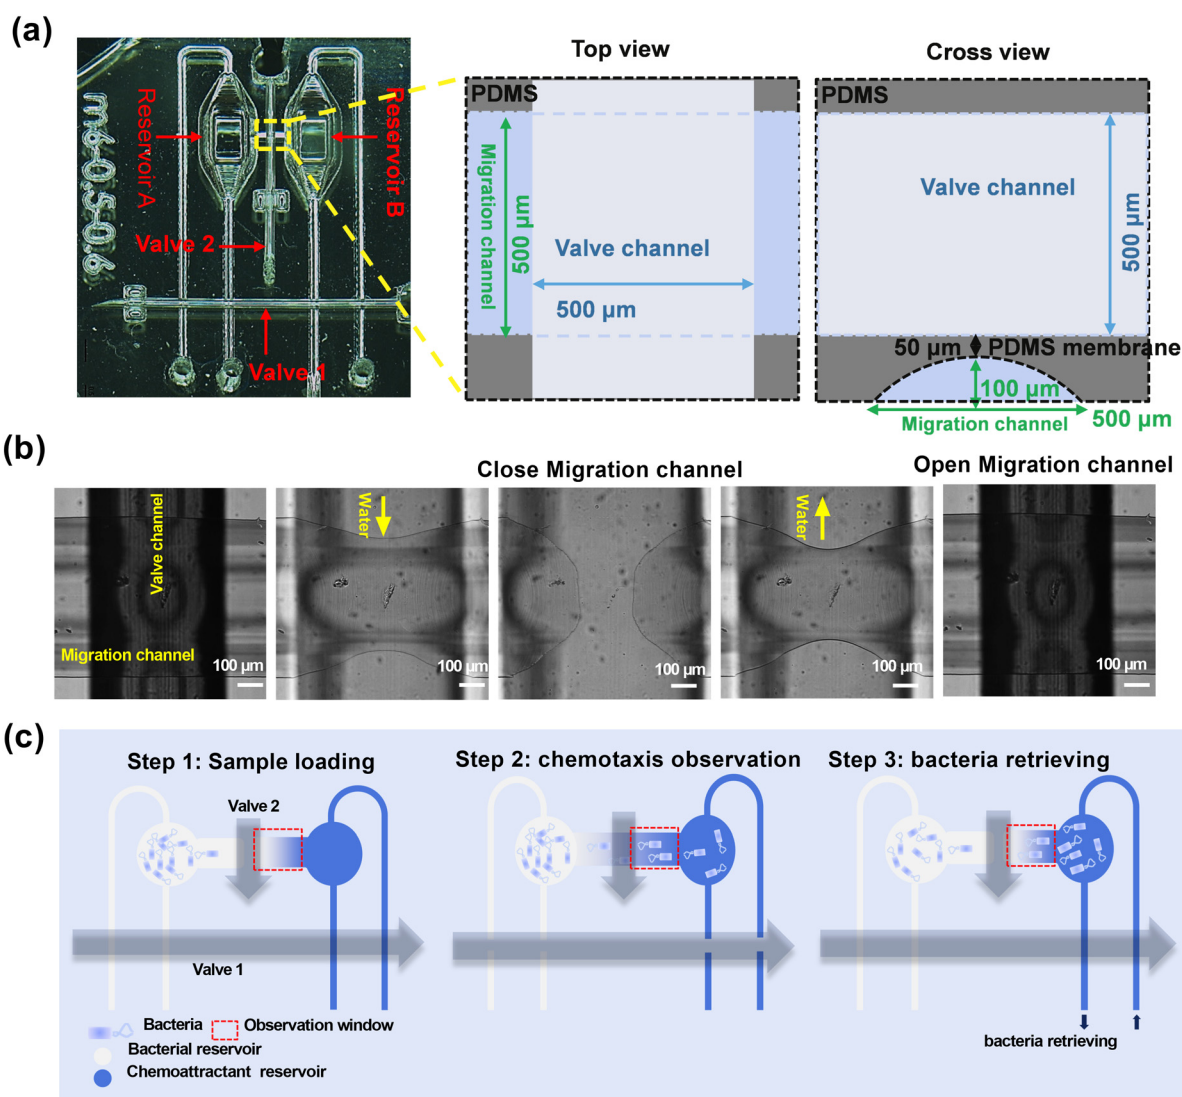 (a)
m6-0.5-0.6
Reservoir A
Reservoir B
Valve 2
Valve 1
Top view
PDMS
Migration channel
500 μm
Valve channel
500 μm
Cross view
PDMS
Valve channel
500 μm
50 μm
PDMS membrane
100 μm
Migration channel
500 μm
(b)
Close Migration channel
Open Migration channel
Valve channel
Migration channel
100 μm
Water
100 μm
100 μm
Water
100 μm
100 μm
(c)
Step 1: Sample loading
Valve 2
Valve 1
Step 2: chemotaxis observation
Step 3: bacteria retrieving
bacteria retrieving
Bacteria
Observation window
Bacterial reservoir
Chemoattractant reservoir